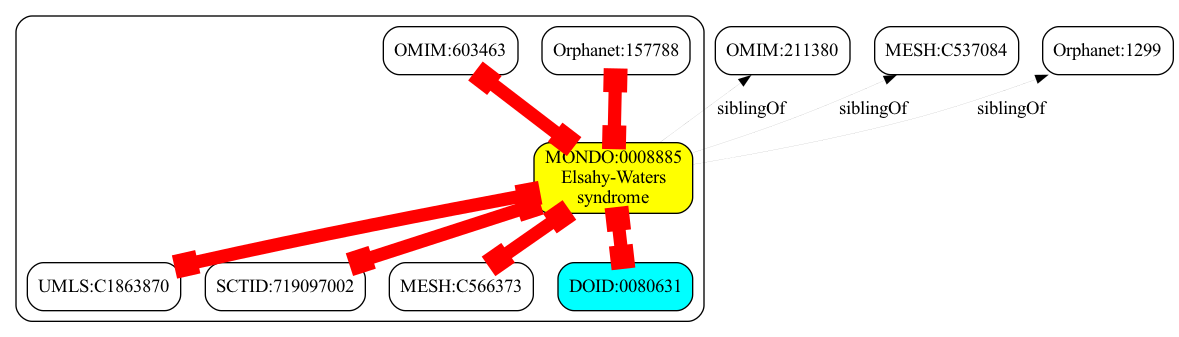 OMIM:603463
Orphanet:157788
OMIM:211380
MESH:C537084
Orphanet:1299
siblingOf
siblingOf
siblingOf
MONDO:0008885
Elsahy-Waters
syndrome
UMLS:C1863870
SCTID:719097002
MESH:C566373
DOID:0080631